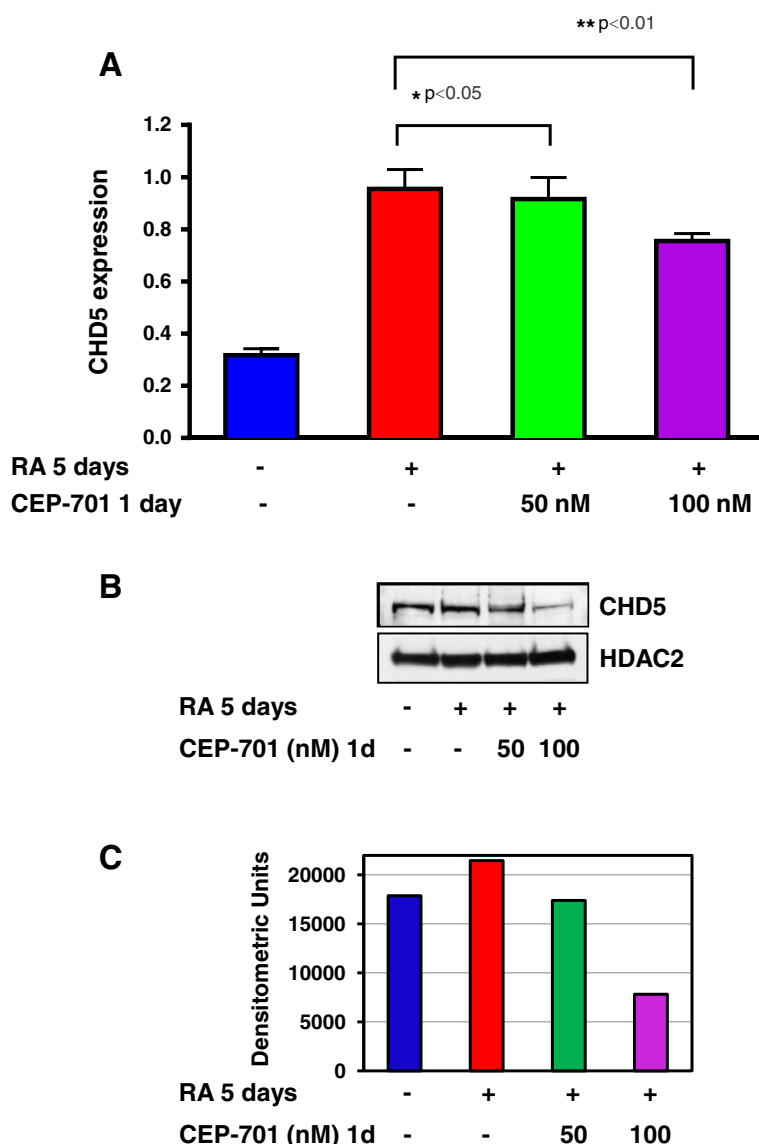 ** p<0.01
A
* p<0.05
1.2
1.0
0.8
0.6
0.4
0.2
0.0
CHD5 expression
RA 5 days - + + +
CEP-701 1 day - - 50 nM 100 nM
B
CHD5
HDAC2
RA 5 days - + + +
CEP-701 (nM) 1d - - 50 100
C
20000
15000
10000
5000
0
Densitometric Units
RA 5 days - + + +
CEP-701 (nM) 1d - - 50 100